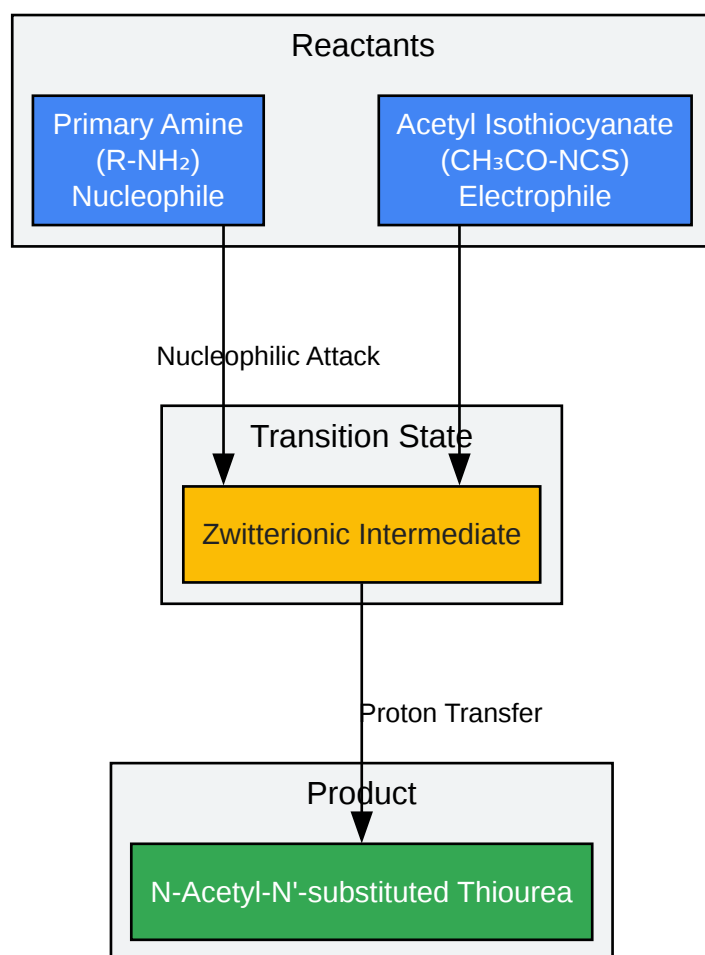 Reactants
Primary Amine
(R-NH₂)
Nucleophile
Acetyl Isothiocyanate
(CH₃CO-NCS)
Electrophile
Nucleophilic Attack
Transition State
Zwitterionic Intermediate
Proton Transfer
Product
N-Acetyl-N'-substituted Thiourea